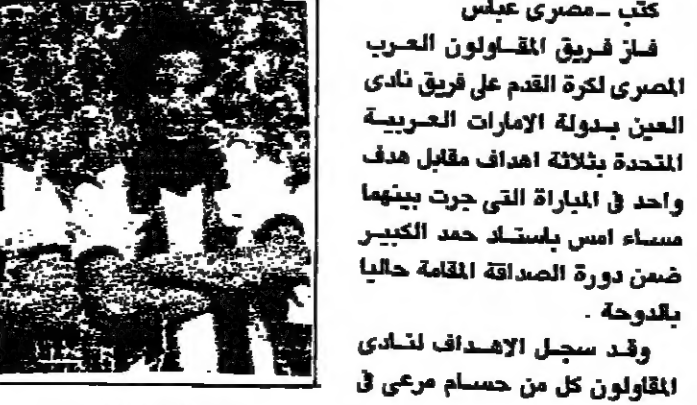 كتب ـ مصرى عباس
فاز فريق المقاولون العرب
المصرى لكرة القدم على فريق نادى
العين بدولة الامارات العربية
المتحدة بثلاثة اهداف مقابل هدف
واحد فى المباراة التى جرت بينهما
مساء امس باستاد حمد الكبير
ضمن دورة الصداقة المقامة حاليا
بالدوحة .
وقد سجل الاهداف لنادى
المقاولون كل من حسام مرعى فى